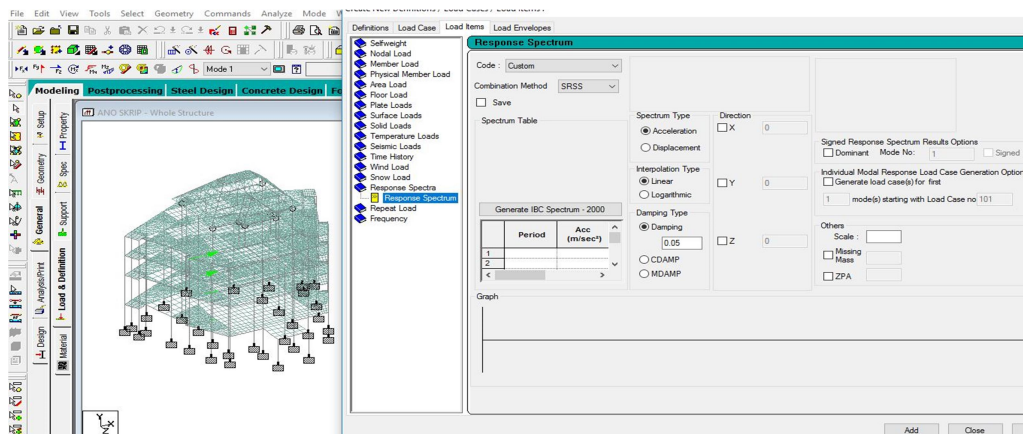 File Edit View Tools Select Geometry Commands Analyze Mode
Create New Definitions / Load Cases / Load Items :
Definitions Load Case Load Items Load Envelopes
Mode 1
Modeling Postprocessing Steel Design Concrete Design
Setup
Geometry
General
Analysis/Print
Design
Property
Spec
Support
Load & Definition
Material
ANO SKRIP - Whole Structure
Y
X
Z
Selfweight
Nodal Load
Member Load
Physical Member Load
Area Load
Floor Load
Plate Loads
Surface Loads
Solid Loads
Temperature Loads
Seismic Loads
Time History
Wind Load
Snow Load
Response Spectra
Response Spectrum
Repeat Load
Frequency
Response Spectrum
Code : Custom
Combination Method SRSS
Save
Spectrum Table
Generate IBC Spectrum - 2000
Period Acc (m/sec²)
1
2
Spectrum Type
Acceleration
Displacement
Interpolation Type
Linear
Logarithmic
Damping Type
Damping
0.05
CDAMP
MDAMP
Direction
X 0
Y 0
Z 0
Signed Response Spectrum Results Options
Dominant Mode No: 1 Signed
Individual Modal Response Load Case Generation Option
Generate load case(s) for first
1 mode(s) starting with Load Case no 101
Others
Scale :
Missing Mass
ZPA
Graph
Add Close